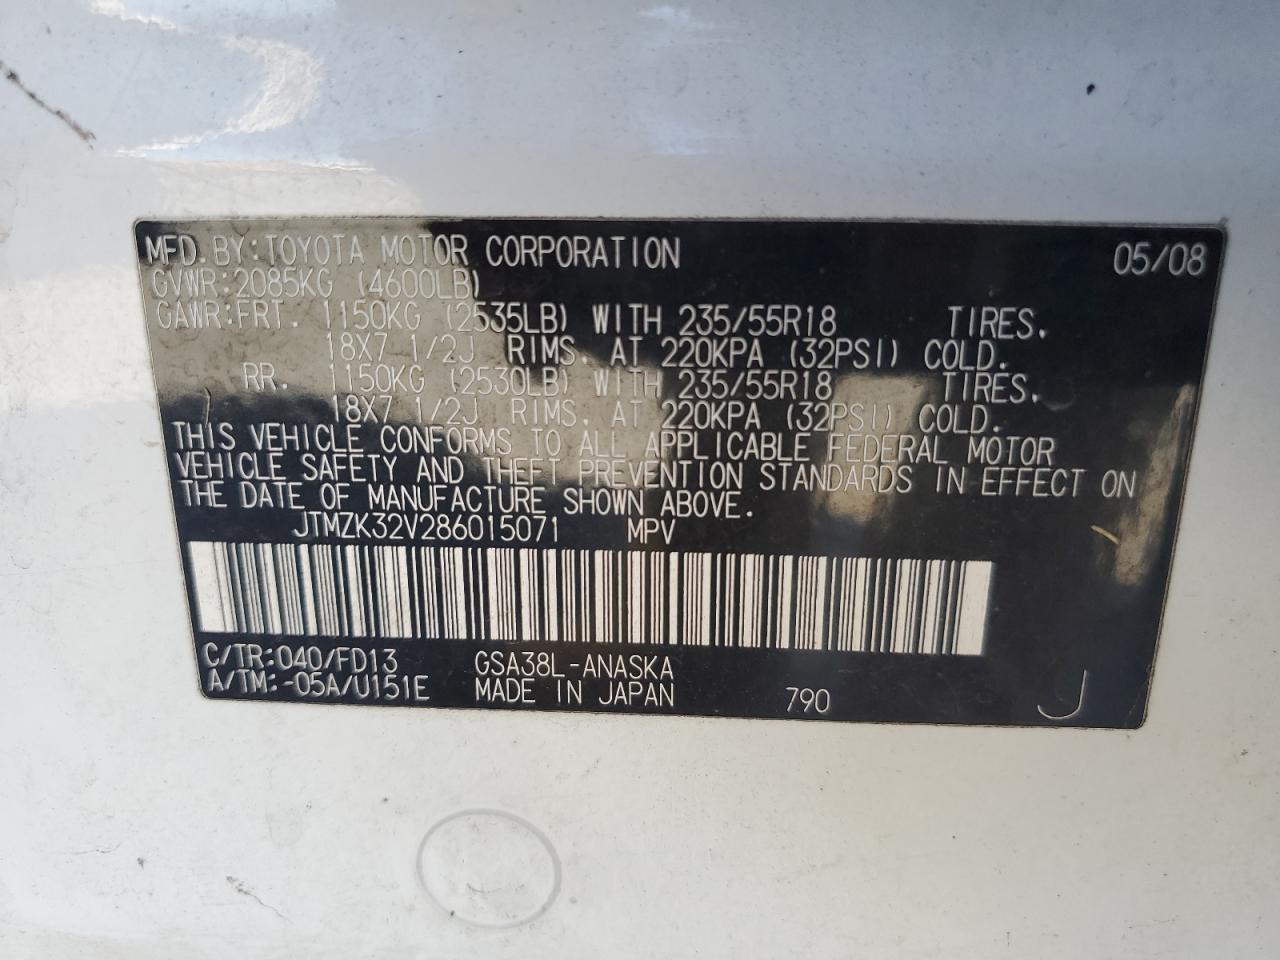 MFD. BY: TOYOTA MOTOR CORPORATION 05/08
GVWR: 2085KG (4600LB)
GAWR: FRT. 1150KG (2535LB) WITH 235/55R18 TIRES.
18X7 1/2J RIMS. AT 220KPA (32PSI) COLD.
RR. 1150KG (2530LB) WITH 235/55R18 TIRES.
18X7 1/2J RIMS. AT 220KPA (32PSI) COLD.
THIS VEHICLE CONFORMS TO ALL APPLICABLE FEDERAL MOTOR
VEHICLE SAFETY AND THEFT PREVENTION STANDARDS IN EFFECT ON
THE DATE OF MANUFACTURE SHOWN ABOVE.
JTMZK32V286015071 MPV
C/TR: 040/FD13 GSA38L-ANASKA
A/TM: -05A/U151E MADE IN JAPAN 790 J